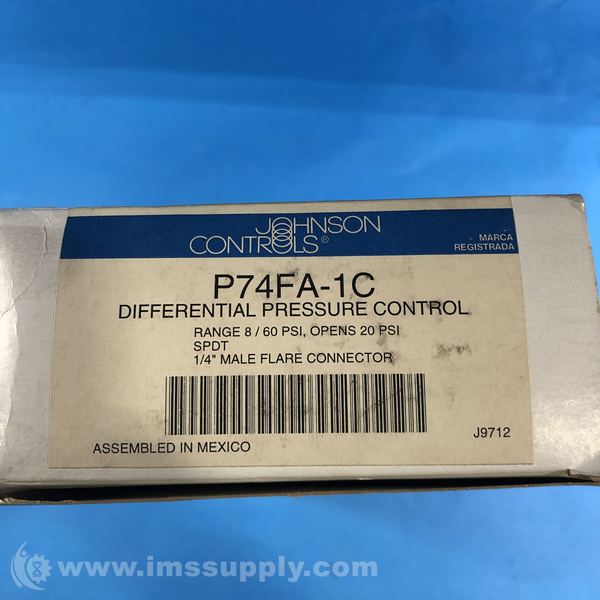 JOHNSON
CONTROLS®
MARCA
REGISTRADA
P74FA-1C
DIFFERENTIAL PRESSURE CONTROL
RANGE 8 / 60 PSI, OPENS 20 PSI
SPDT
1/4" MALE FLARE CONNECTOR
J9712
ASSEMBLED IN MEXICO
www.imssupply.com